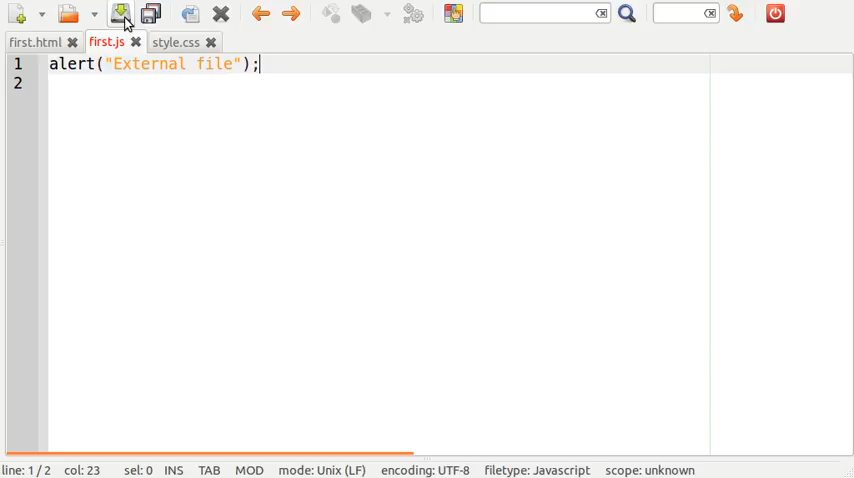 first.html first.js style.css
1 alert("External file");
2
line: 1 / 2 col: 23 sel: 0 INS TAB MOD mode: Unix (LF) encoding: UTF-8 filetype: Javascript scope: unknown